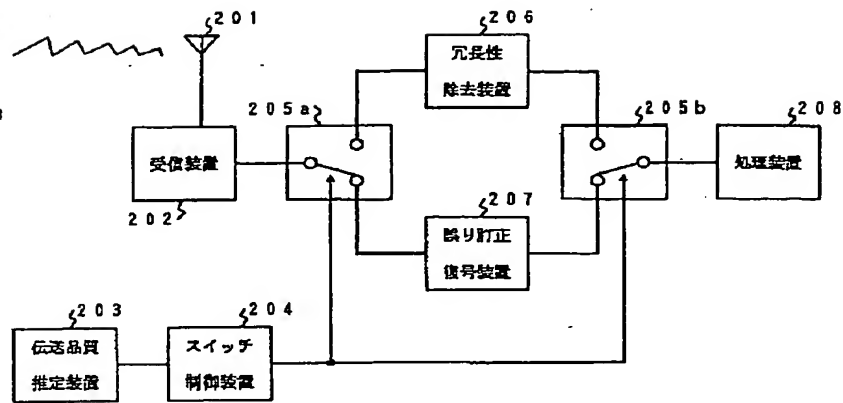 201
206
冗長性
除去装置
205a
205b
208
受信装置
処理装置
202
207
誤り訂正
復号装置
203
204
伝送品質
推定装置
スイッチ
制御装置